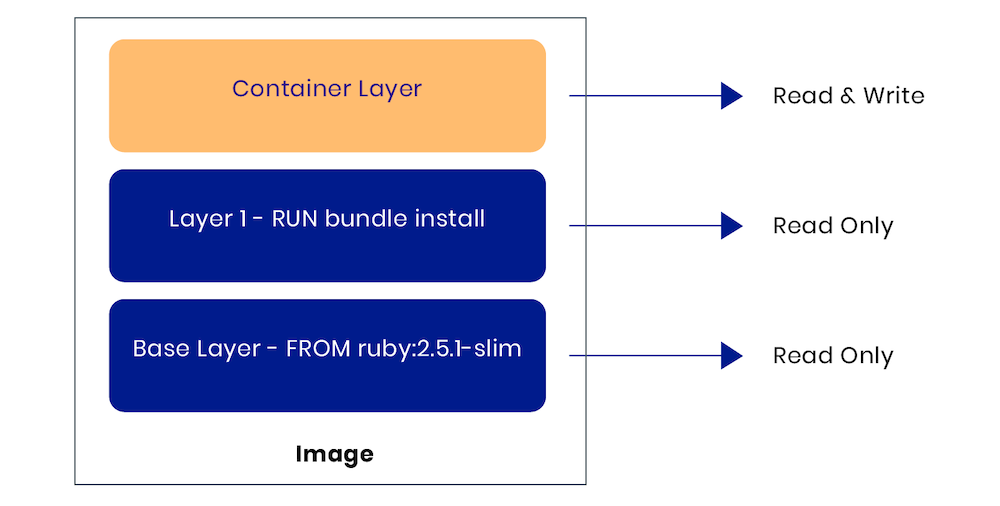 Container Layer
Read & Write
Layer 1 - RUN bundle install
Read Only
Base Layer - FROM ruby:2.5.1-slim
Read Only
Image